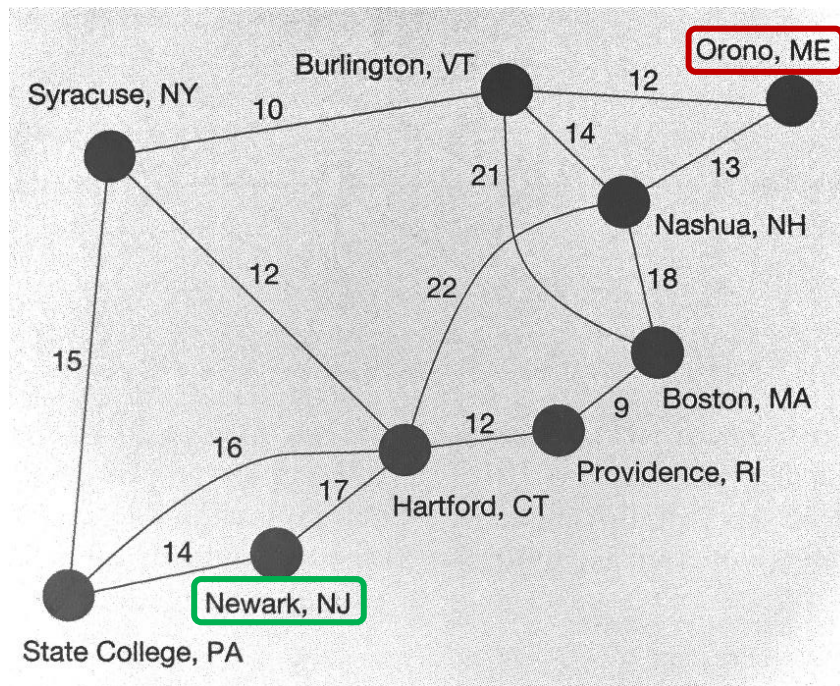 Orono, ME
Burlington, VT
12
Syracuse, NY
10
14
13
21
Nashua, NH
12
22
18
15
Boston, MA
9
16
12
Providence, RI
17
Hartford, CT
14
Newark, NJ
State College, PA